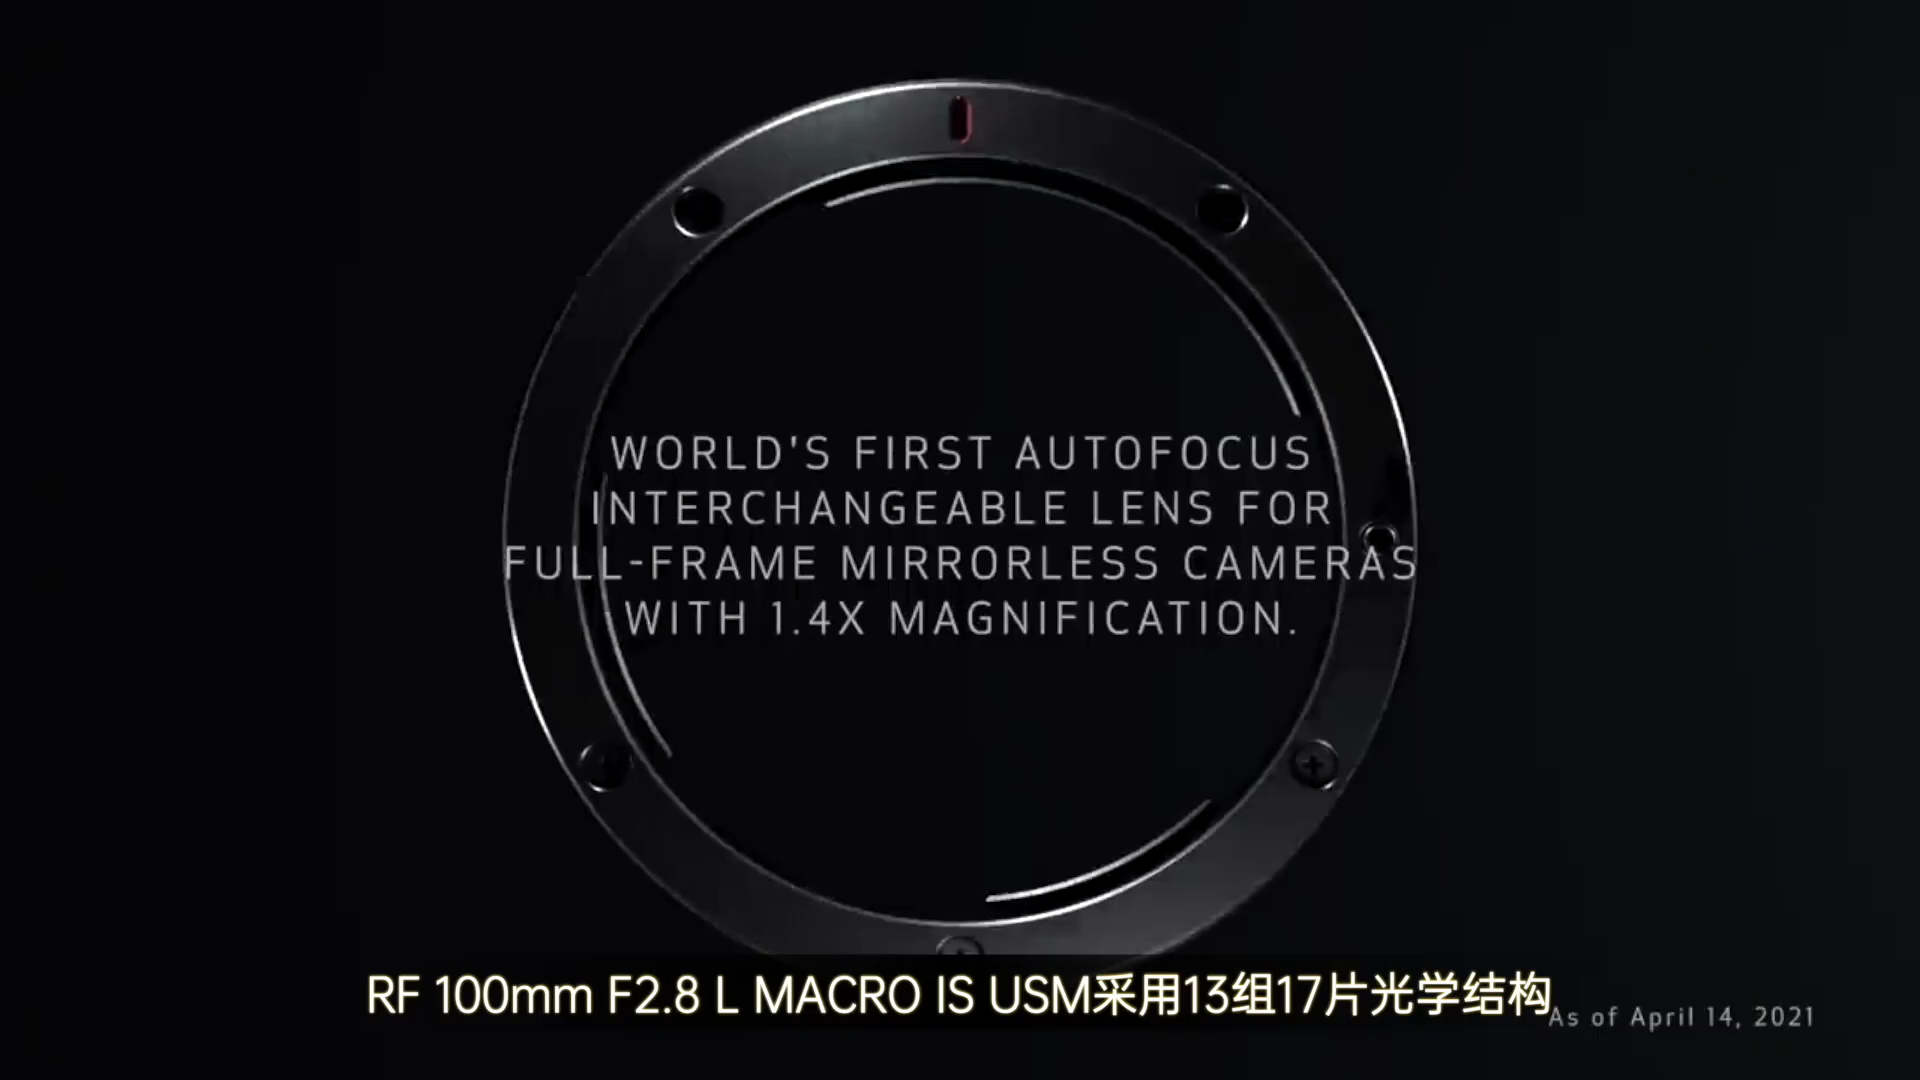 WORLD'S FIRST AUTOFOCUS
INTERCHANGEABLE LENS FOR
FULL-FRAME MIRRORLESS CAMERAS
WITH 1.4X MAGNIFICATION.
RF 100mm F2.8 L MACRO IS USM采用13组17片光学结构
As of April 14, 2021